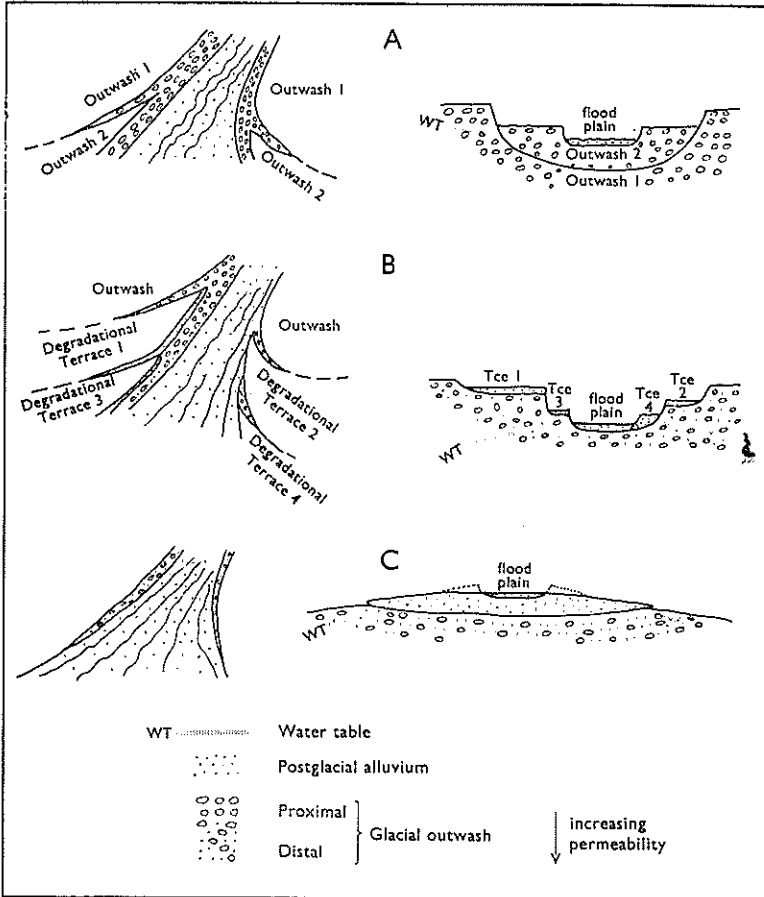 A
Outwash 1
Outwash 2
Outwash 1
Outwash 2
WT
flood
plain
Outwash 2
Outwash 1
B
Outwash
Degradational
Terrace 1
Degradational
Terrace 3
Outwash
Degradational
Terrace 2
Degradational
Terrace 4
Tce 1
Tce
3
flood
plain
Tce
4
Tce
2
WT
C
flood
plain
WT
WT Water table
Postglacial alluvium
Proximal
Distal
Glacial outwash
increasing
permeability